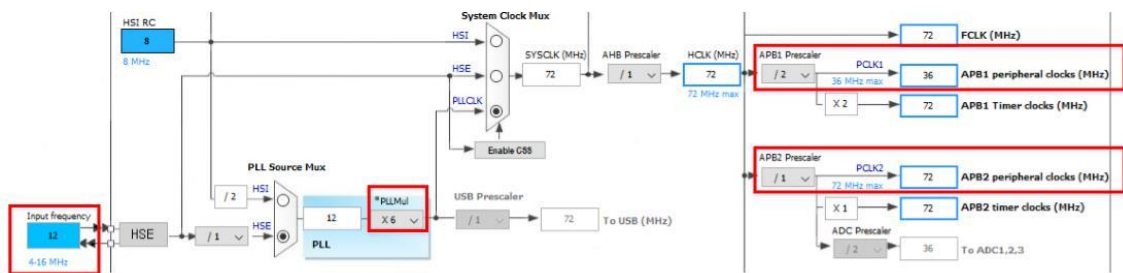 System Clock Mux
HSI RC
8
8 MHz
HSI
HSE
PLLCLK
SYSCLK (MHz)
72
AHB Prescaler
/ 1
HCLK (MHz)
72
72 MHz max
Enable CSS
72
FCLK (MHz)
APB1 Prescaler
/ 2
PCLK1
36 MHz max
36
APB1 peripheral clocks (MHz)
X 2
72
APB1 Timer clocks (MHz)
APB2 Prescaler
/ 1
PCLK2
72 MHz max
72
APB2 peripheral clocks (MHz)
X 1
72
APB2 timer clocks (MHz)
ADC Prescaler
/ 2
36
To ADC1,2,3
PLL Source Mux
/ 2
HSI
HSE
12
*PLLMul
X 6
PLL
USB Prescaler
/ 1
72
To USB (MHz)
Input frequency
12
4-16 MHz
HSE
/ 1